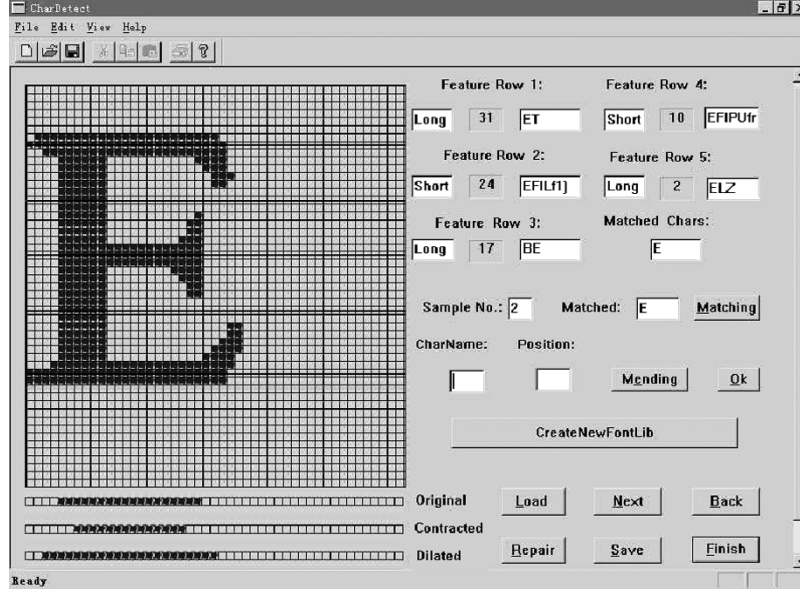 CharDetect
File Edit View Help
Feature Row 1: Feature Row 4:
Long 31 ET Short 10 EFIPUfr
Feature Row 2: Feature Row 5:
Short 24 EFILf1] Long 2 ELZ
Feature Row 3: Matched Chars:
Long 17 BE E
Sample No.: 2 Matched: E Matching
CharName: Position:
Mending Ok
CreateNewFontLib
Original Load Next Back
Contracted
Dilated Repair Save Finish
Ready